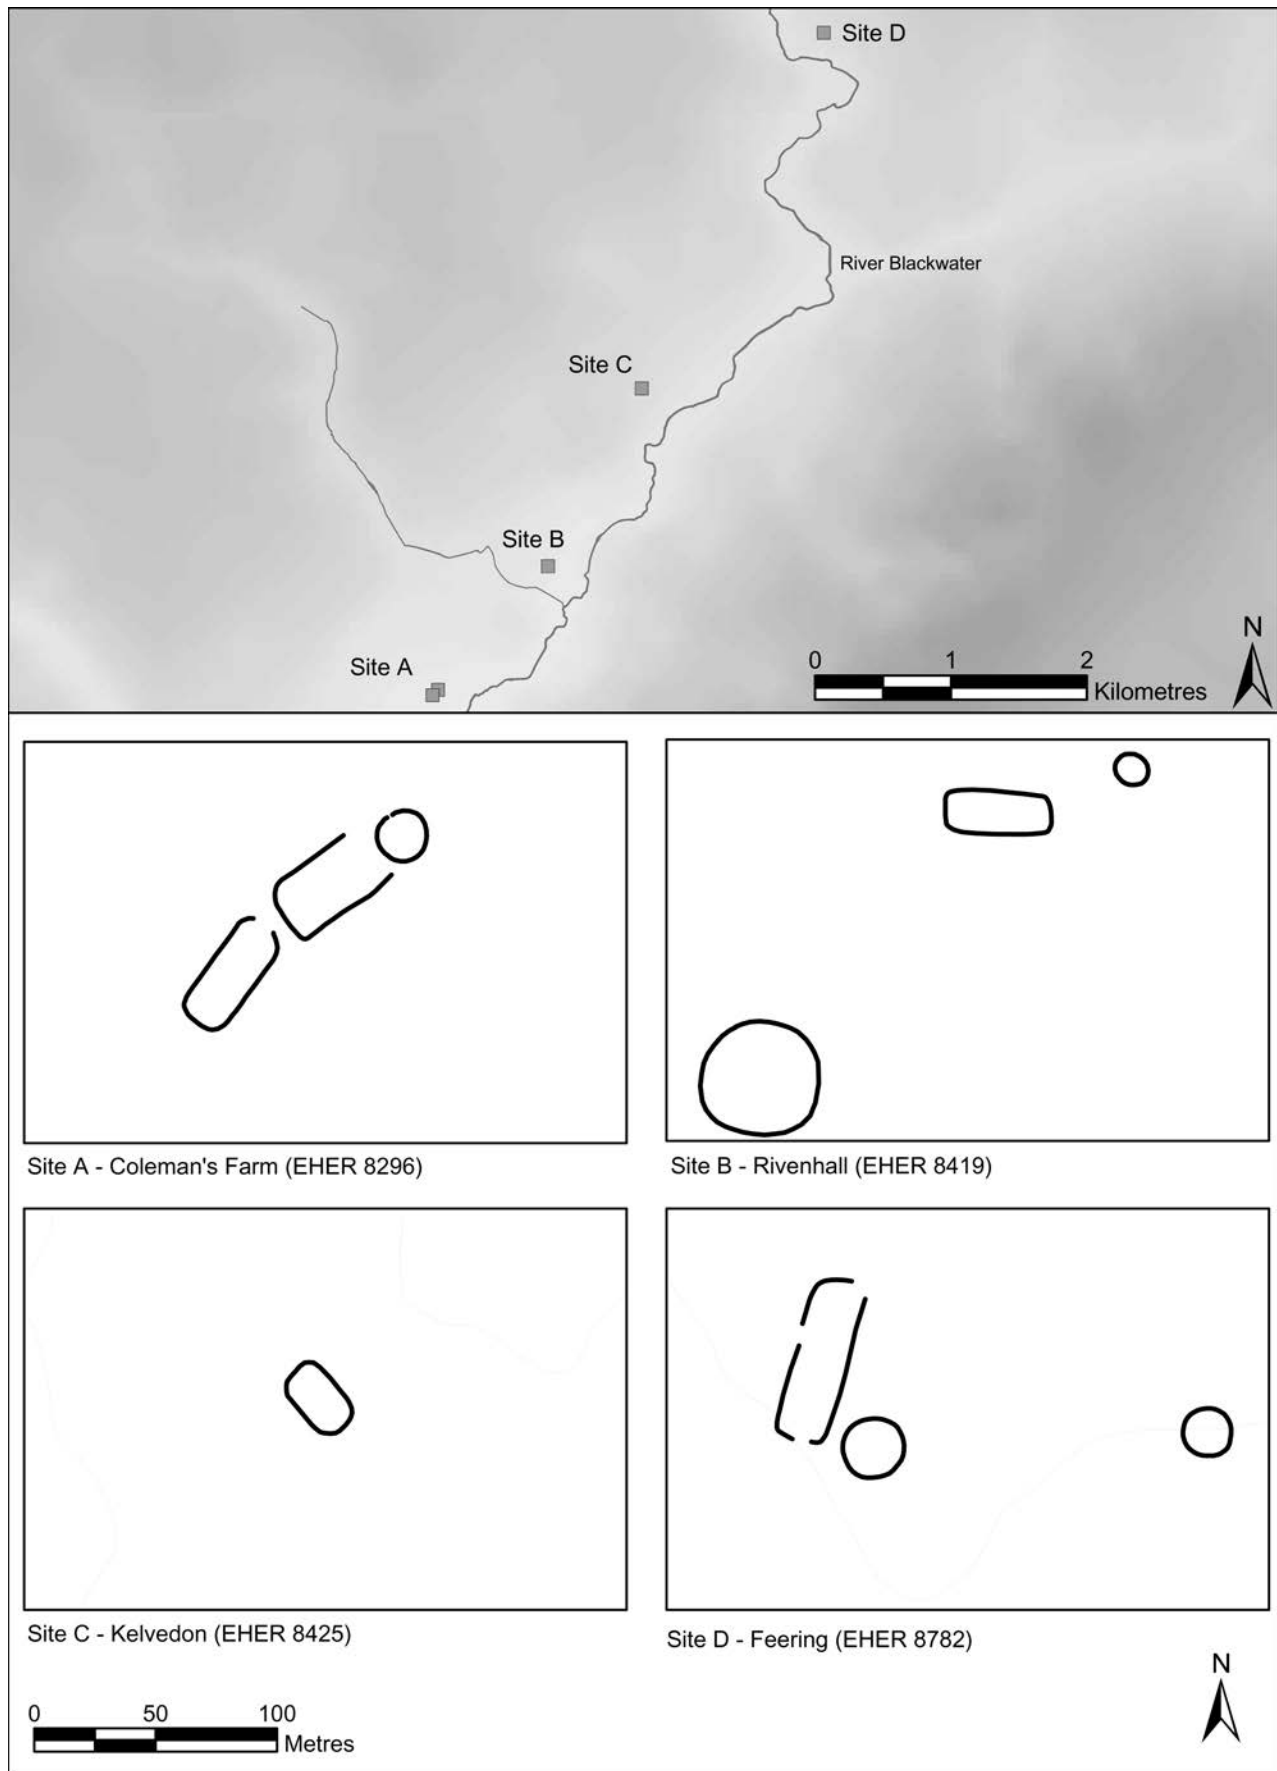 Site D
River Blackwater
Site C
Site B
Site A
0 1 2
Kilometres
N
Site A - Coleman's Farm (EHER 8296)
Site B - Rivenhall (EHER 8419)
Site C - Kelvedon (EHER 8425)
Site D - Feering (EHER 8782)
0 50 100
Metres
N